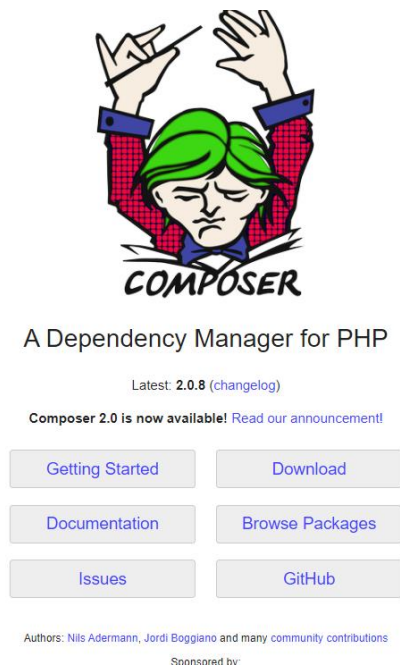 COMPOSER
A Dependency Manager for PHP
Latest: 2.0.8 (changelog)
Composer 2.0 is now available! Read our announcement!
Getting Started
Download
Documentation
Browse Packages
Issues
GitHub
Authors: Nils Adermann, Jordi Boggiano and many community contributions
Sponsored by: